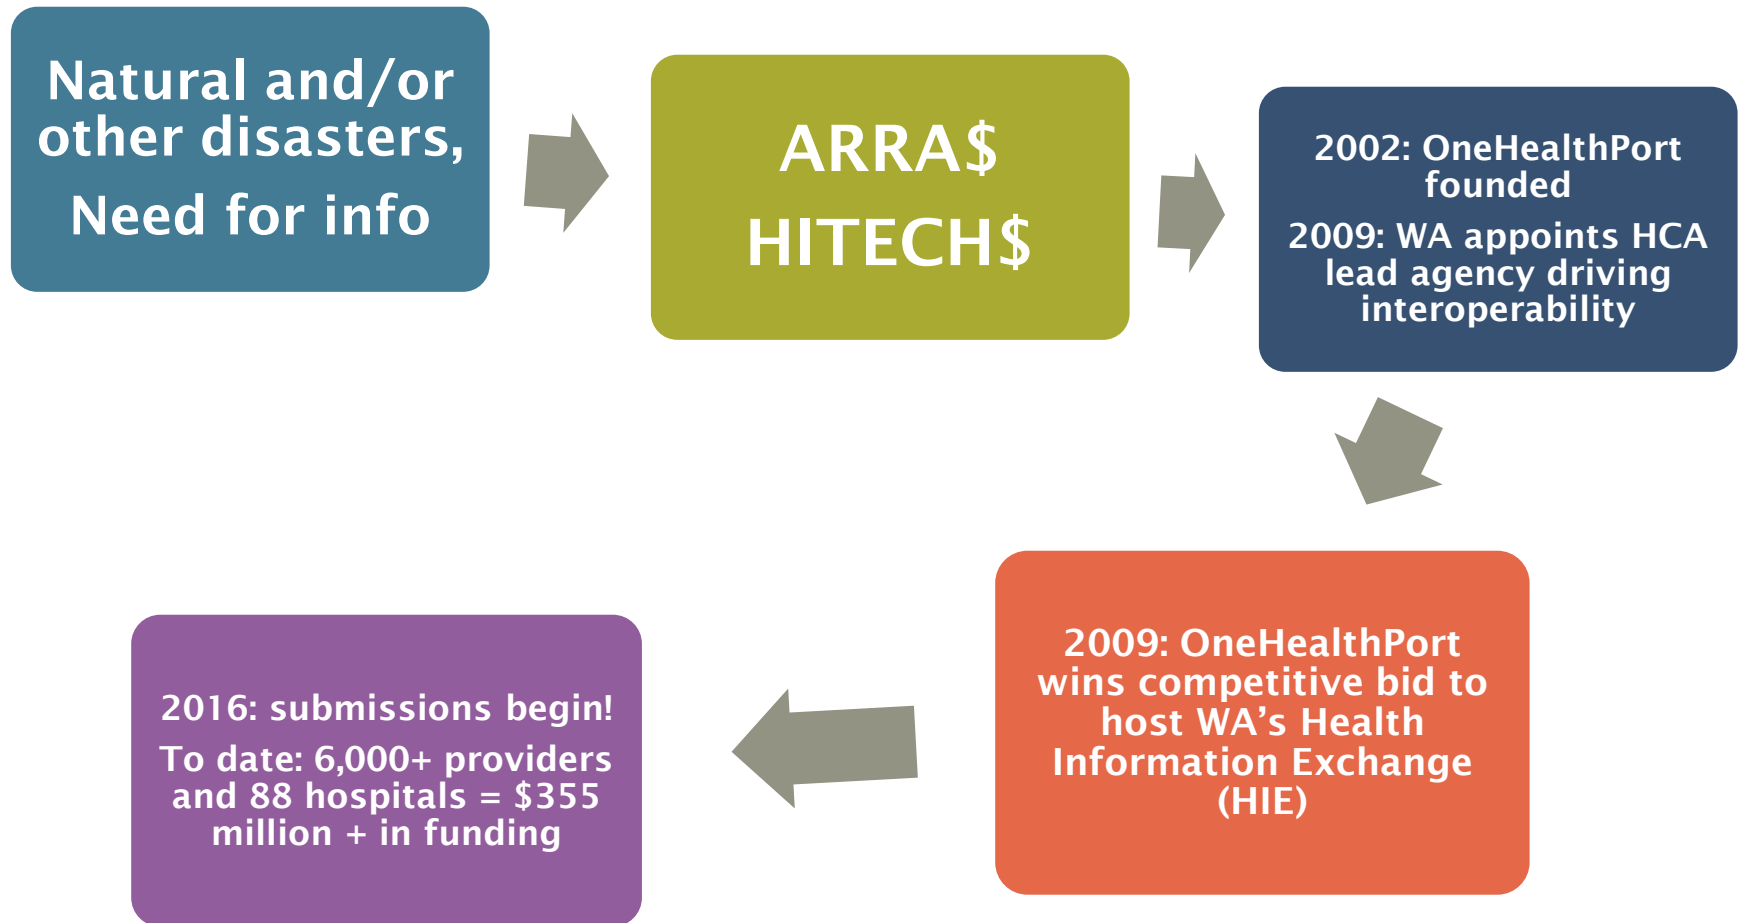 Natural and/or
other disasters,
Need for info
ARRA$
HITECH$
2002: OneHealthPort
founded
2009: WA appoints HCA
lead agency driving
interoperability
2009: OneHealthPort
wins competitive bid to
host WA’s Health
Information Exchange
(HIE)
2016: submissions begin!
To date: 6,000+ providers
and 88 hospitals = $355
million + in funding